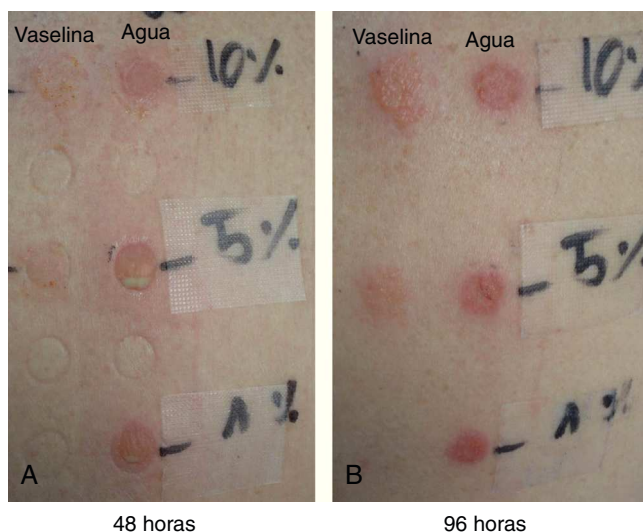 Vaselina Agua
10%
5%
1%
A
48 horas
Vaselina Agua
10%
5%
1%
B
96 horas